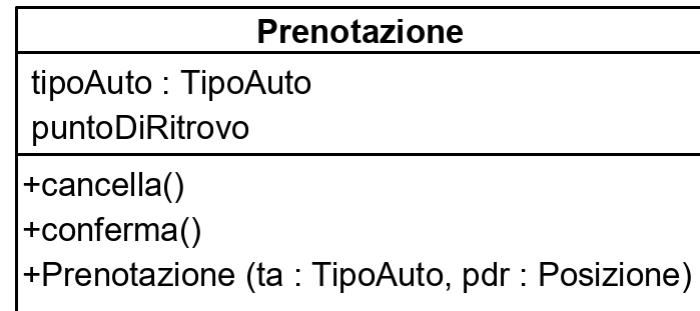 Prenotazione
tipoAuto : TipoAuto
puntoDiRitrovo
+cancella()
+conferma()
+Prenotazione (ta : TipoAuto, pdr : Posizione)